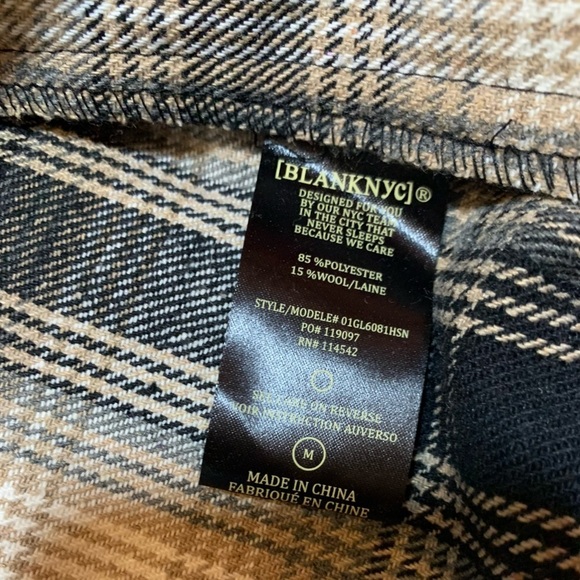 [BLANKNYC]®
DESIGNED FOR YOU
BY OUR NYC TEAM
IN THE CITY THAT
NEVER SLEEPS
BECAUSE WE CARE
85 %POLYESTER
15 %WOOL/LAINE
STYLE/MODELE# 01GL6081HSN
PO# 119097
RN# 114542
SEE CARE ON REVERSE
VOIR INSTRECTION AUVERSO
M
MADE IN CHINA
FABRIQUÉ EN CHINE